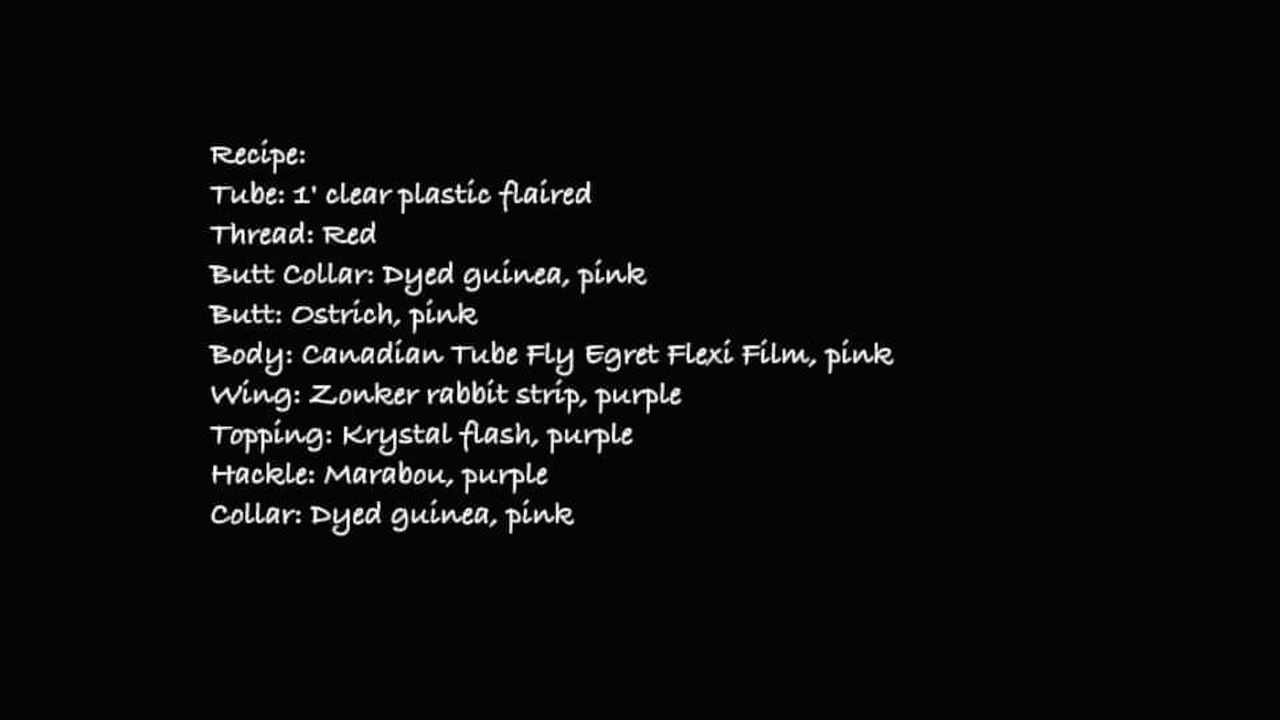 Recipe:
Tube: 1' clear plastic flaired
Thread: Red
Butt Collar: Dyed guinea, pink
Butt: Ostrich, pink
Body: Canadian Tube Fly Egret Flexi Film, pink
Wing: Zonker rabbit strip, purple
Topping: Krystal flash, purple
Hackle: Marabou, purple
Collar: Dyed guinea, pink